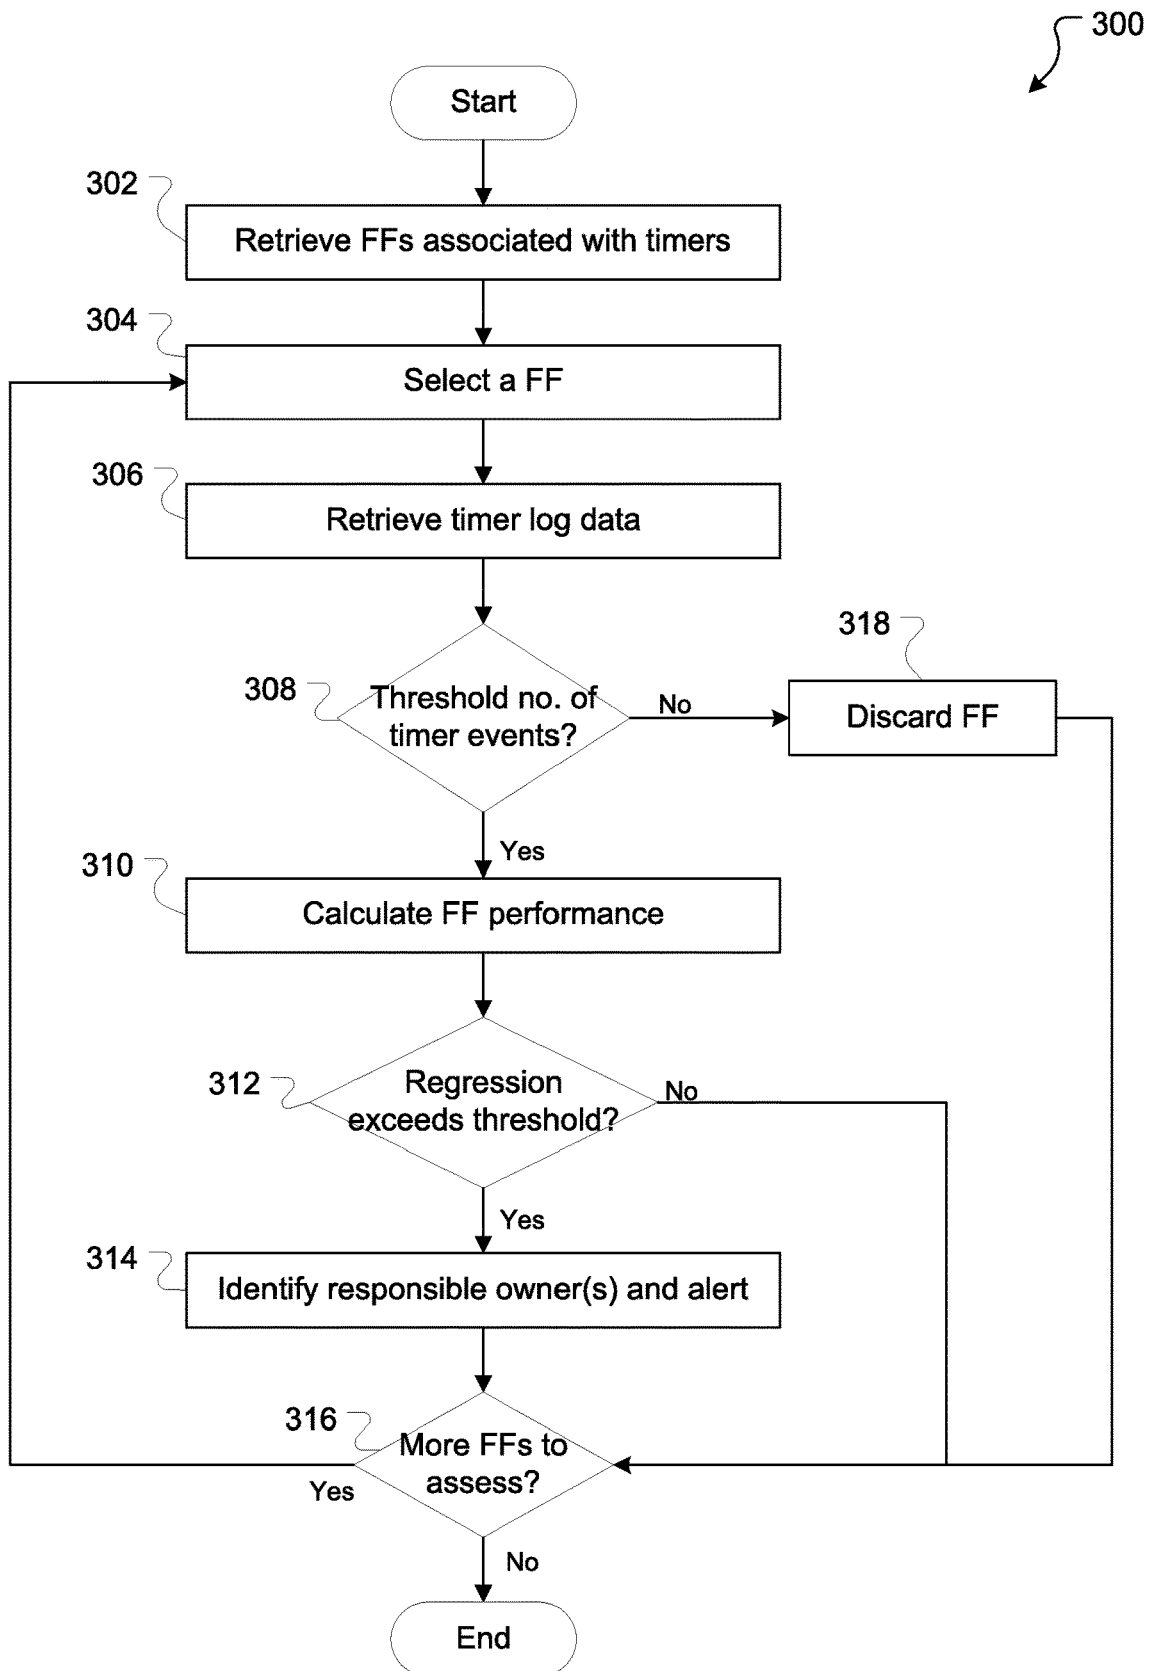 300
Start
302
Retrieve FFs associated with timers
304
Select a FF
306
Retrieve timer log data
308
Threshold no. of
timer events?
No
318
Discard FF
Yes
310
Calculate FF performance
312
Regression
exceeds threshold?
No
Yes
314
Identify responsible owner(s) and alert
316
More FFs to
assess?
Yes
No
End